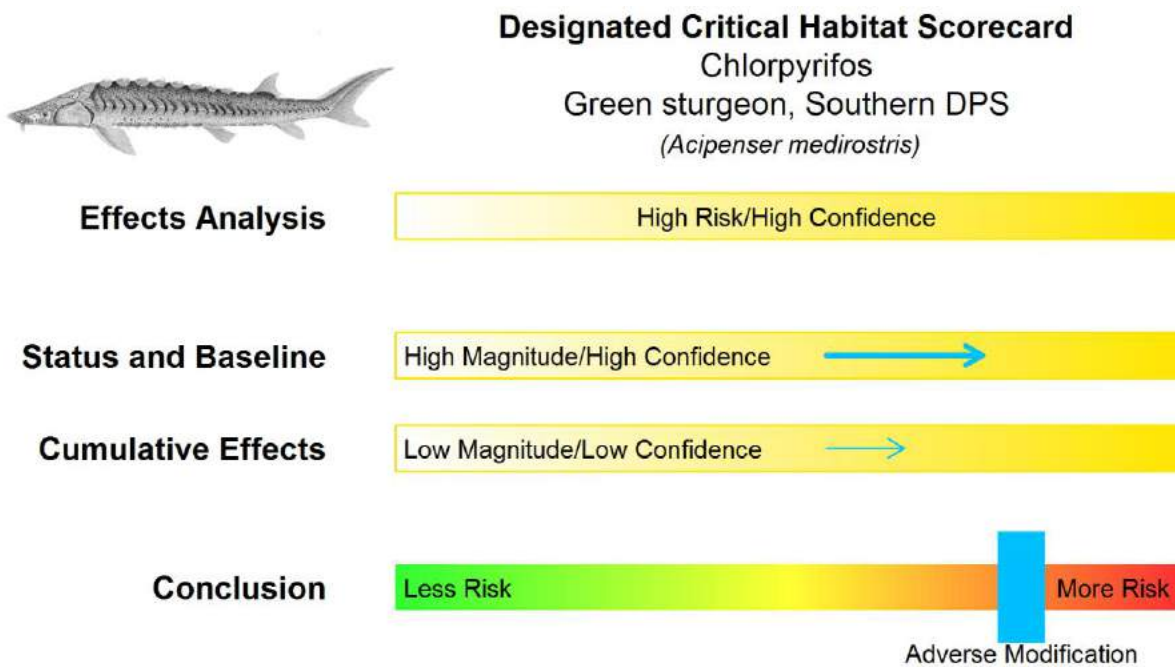 Designated Critical Habitat Scorecard
Chlorpyrifos
Green sturgeon, Southern DPS
(Acipenser medirostris)
Effects Analysis
High Risk/High Confidence
Status and Baseline
High Magnitude/High Confidence
Cumulative Effects
Low Magnitude/Low Confidence
Conclusion
Less Risk
More Risk
Adverse Modification